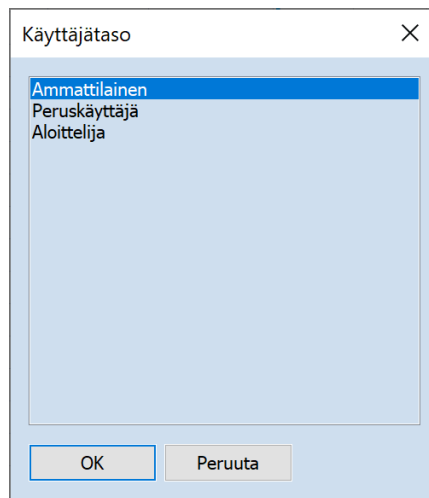 Käyttäjätaso
Ammattilainen
Peruskäyttäjä
Aloittelija
OK
Peruuta